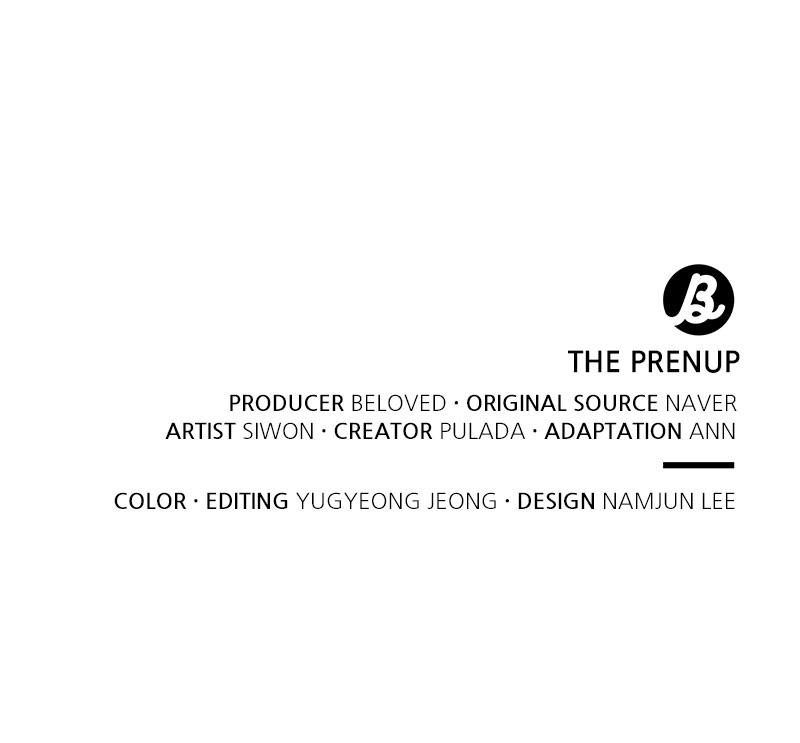 B
THE PRENUP
PRODUCER BELOVED · ORIGINAL SOURCE NAVER
ARTIST SIWON · CREATOR PULADA · ADAPTATION ANN
COLOR · EDITING YUGYEONG JEONG · DESIGN NAMJUN LEE